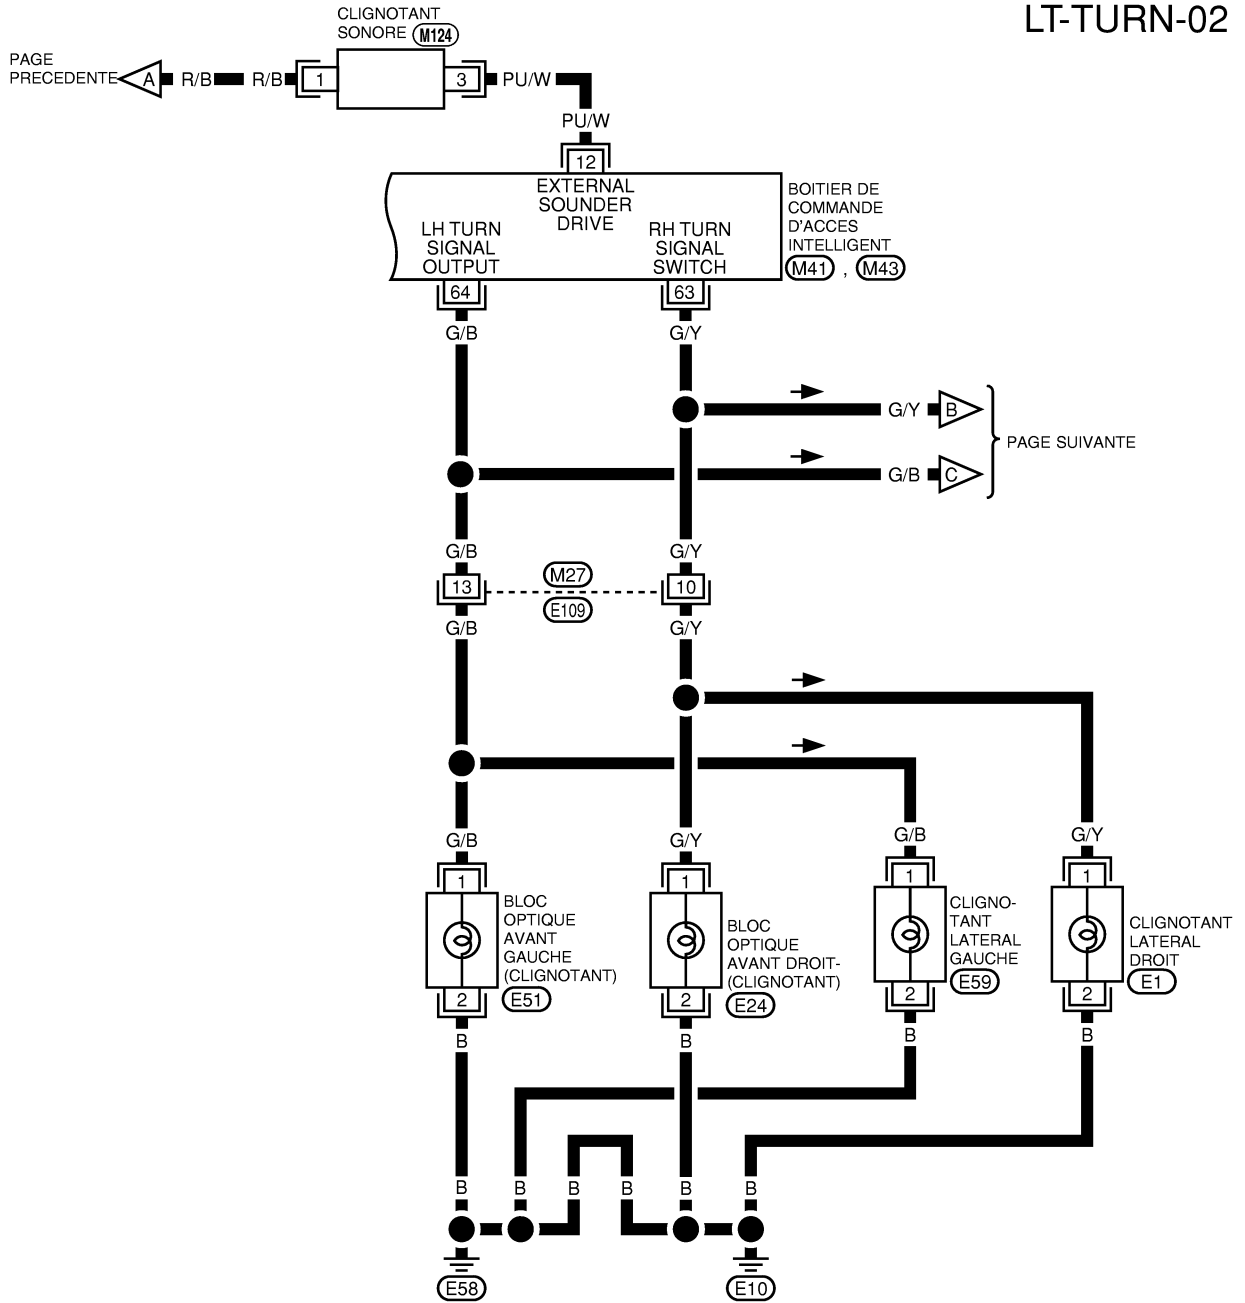 LT-TURN-02
CLIGNOTANT
SONORE M124
PAGE
PRECEDENTE
A R/B R/B 1 3 PU/W
PU/W
12
EXTERNAL
SOUNDER
DRIVE
LH TURN
SIGNAL
OUTPUT
RH TURN
SIGNAL
SWITCH
BOITIER DE
COMMANDE
D'ACCES
INTELLIGENT
M41 , M43
64 63
G/B G/Y
G/Y B
G/B C
PAGE SUIVANTE
G/B G/Y
13 M27 10
E109
G/B G/Y
G/B G/Y G/B G/Y
1 1 1 1
BLOC
OPTIQUE
AVANT
GAUCHE
(CLIGNOTANT)
E51
BLOC
OPTIQUE
AVANT DROIT-
(CLIGNOTANT)
E24
CLIGNO-
TANT
LATERAL
GAUCHE
E59
CLIGNOTANT
LATERAL
DROIT
E1
2 2 2 2
B B B B
B B B B B B
E58 E10